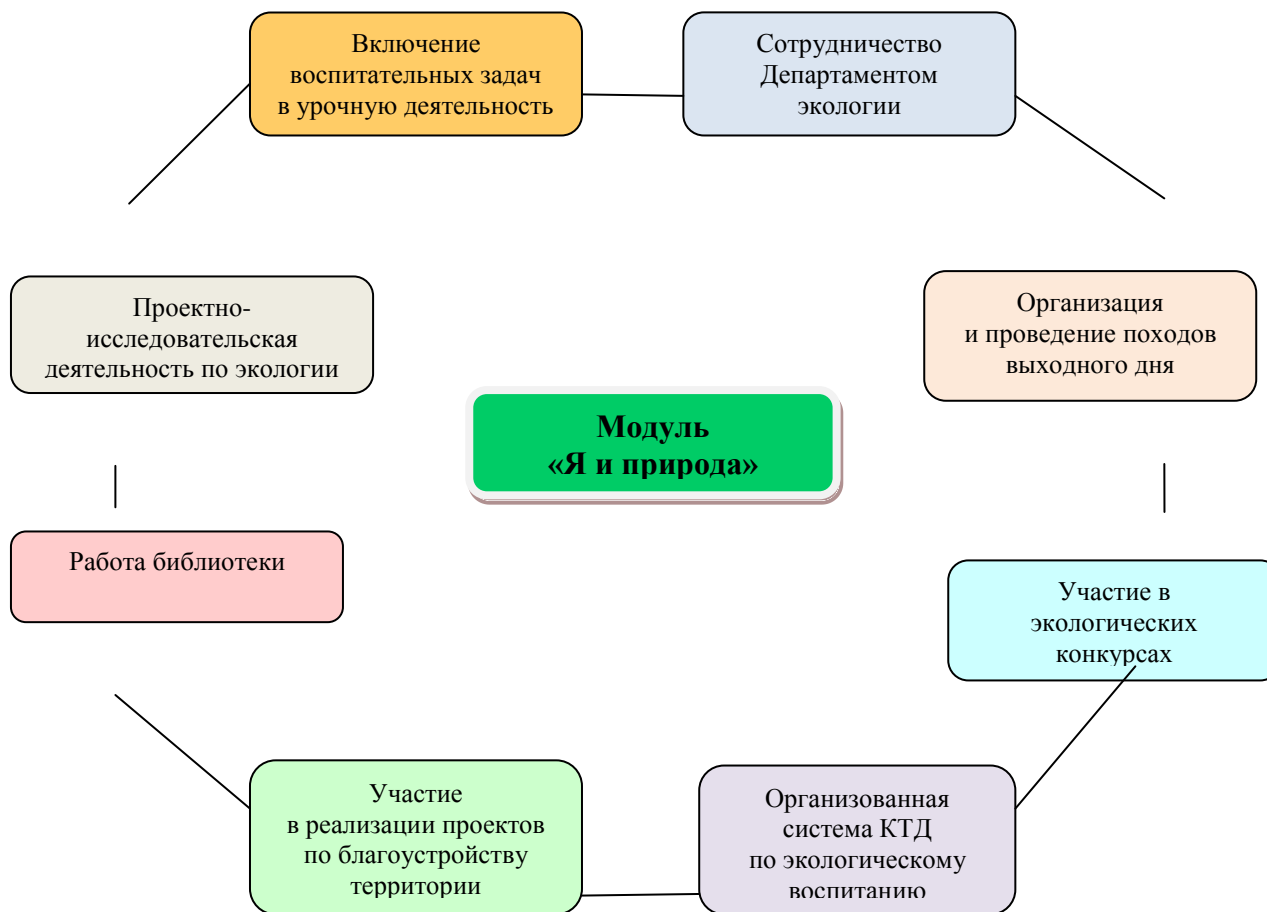 Включение
воспитательных задач
в урочную деятельность
Сотрудничество
Департаментом
экологии
Проектно-
исследовательская
деятельность по экологии
Организация
и проведение походов
выходного дня
Модуль
«Я и природа»
Работа библиотеки
Участие в
экологических
конкурсах
Участие
в реализации проектов
по благоустройству
территории
Организованная
система КТД
по экологическому
воспитанию